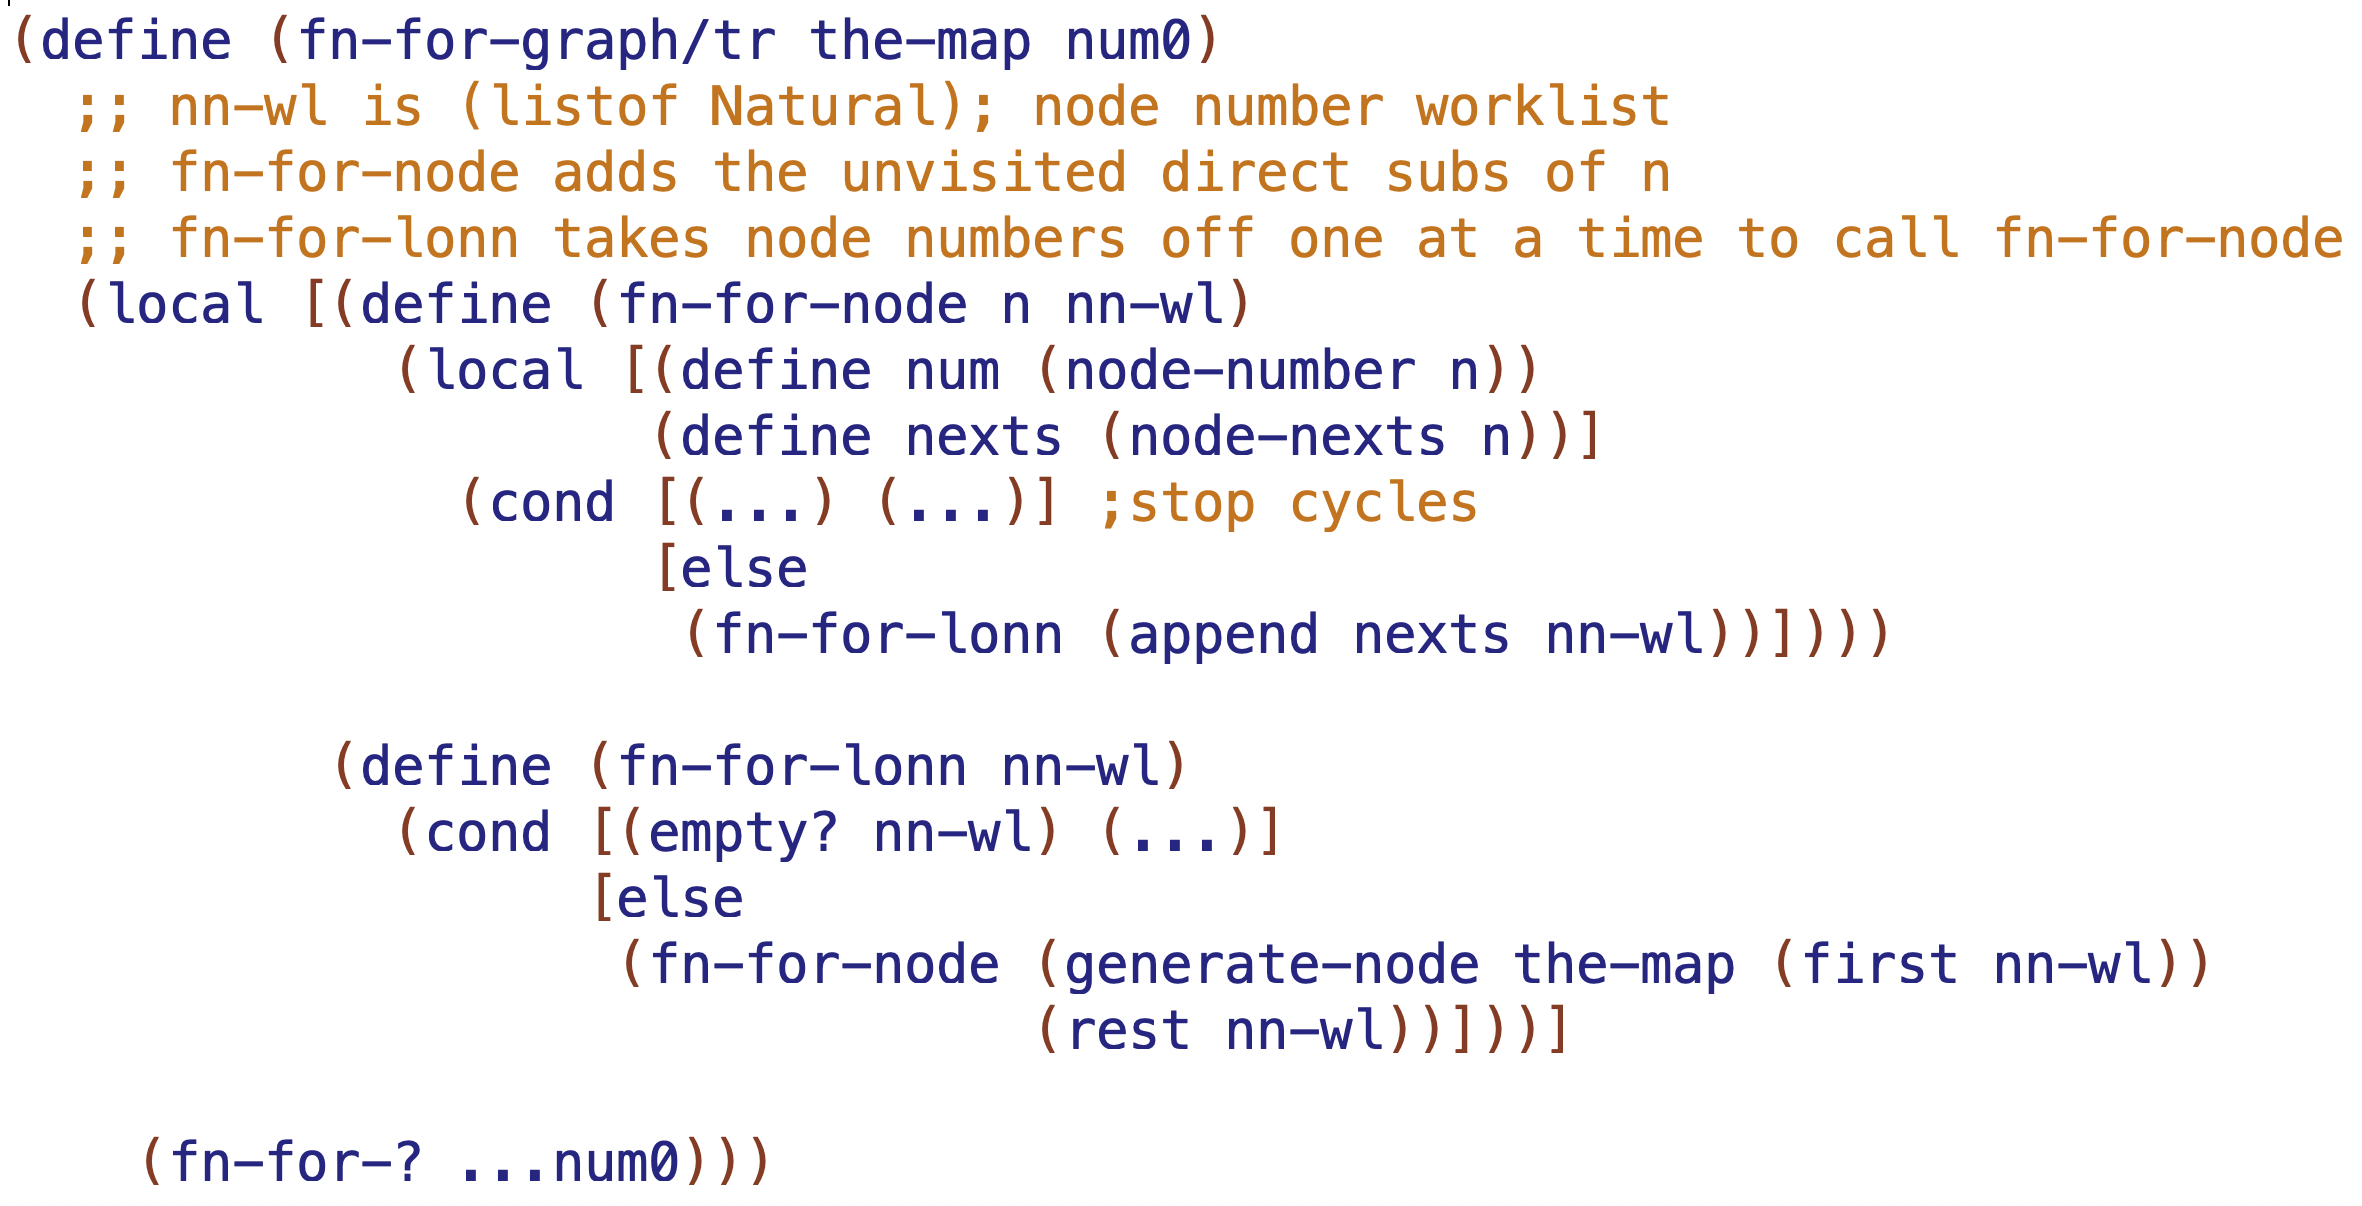 (define (fn-for-graph/tr the-map num0)
  ;; nn-wl is (listof Natural); node number worklist
  ;; fn-for-node adds the unvisited direct subs of n
  ;; fn-for-lonn takes node numbers off one at a time to call fn-for-node
  (local [(define (fn-for-node n nn-wl)
            (local [(define num (node-number n))
                    (define nexts (node-nexts n))]
              (cond [(...) (...)] ;stop cycles
                    [else
                     (fn-for-lonn (append nexts nn-wl))])))
          (define (fn-for-lonn nn-wl)
            (cond [(empty? nn-wl) (...)]
                  [else
                   (fn-for-node (generate-node the-map (first nn-wl))
                                (rest nn-wl))]))]
    (fn-for-? ...num0)))